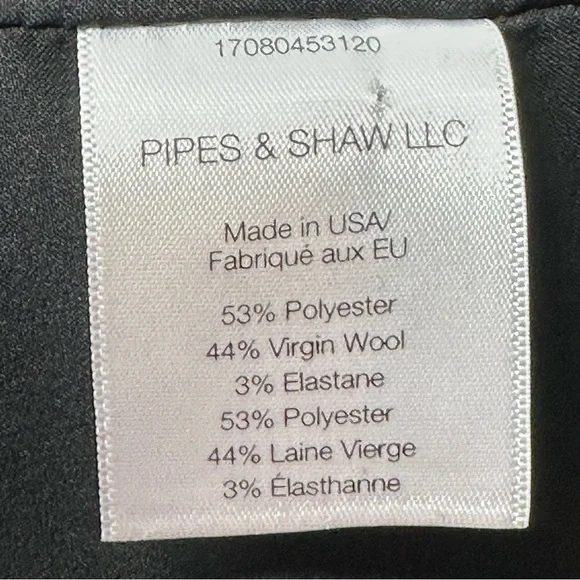 17080453120
PIPES & SHAW LLC
Made in USA/
Fabriqué aux EU
53% Polyester
44% Virgin Wool
3% Elastane
53% Polyester
44% Laine Vierge
3% Élasthanne